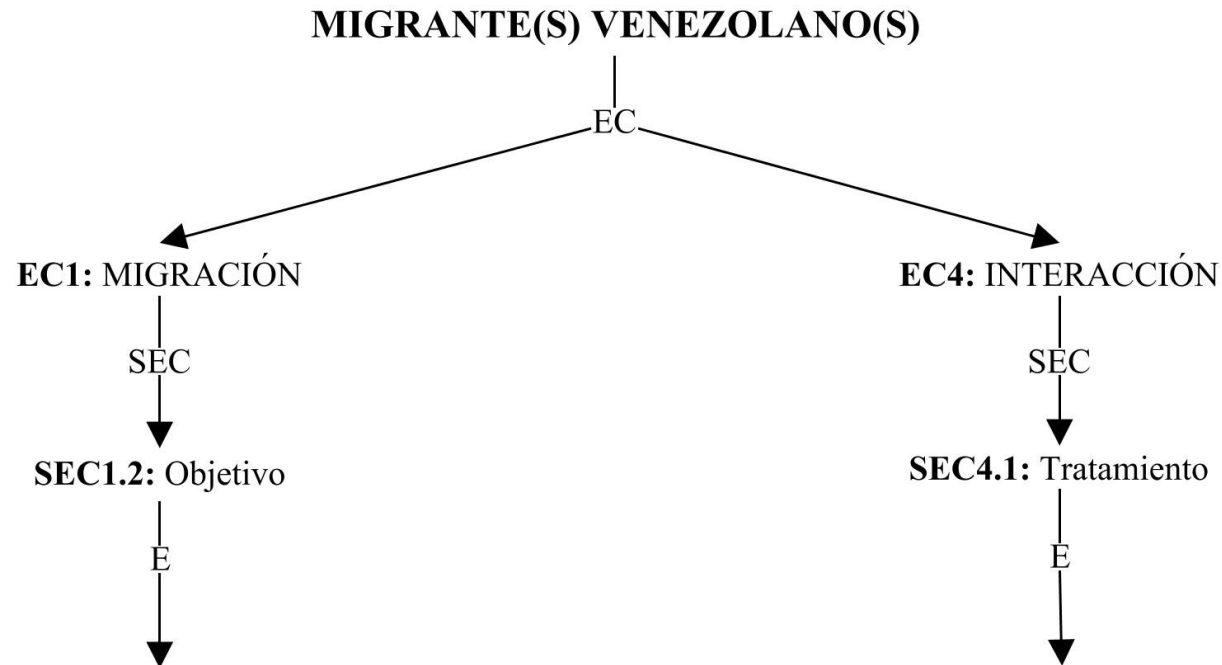 MIGRANTE(S) VENEZOLANO(S)
EC
EC1: MIGRACIÓN
EC4: INTERACCIÓN
SEC
SEC
SEC1.2: Objetivo
SEC4.1: Tratamiento
E
E